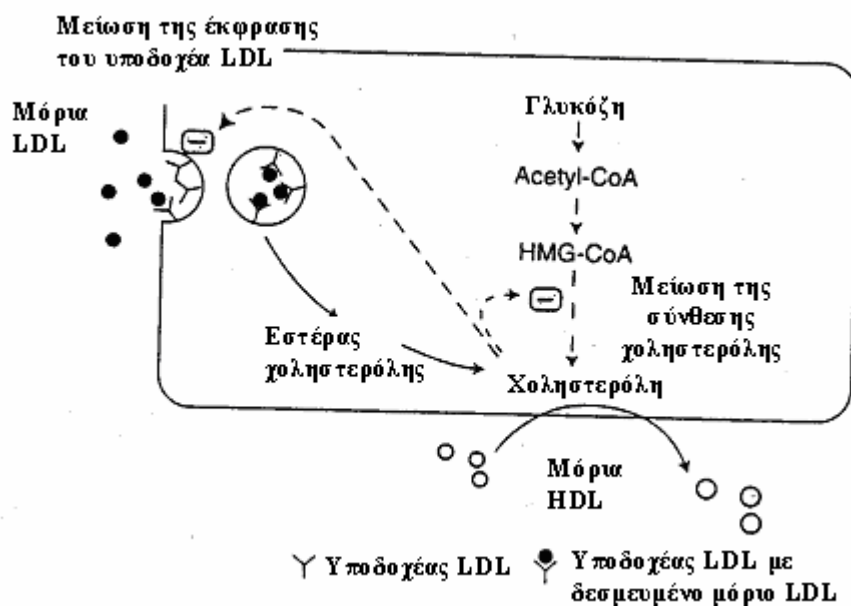 Μείωση της έκφρασης
του υποδοχέα LDL
Μόρια
LDL
Γλυκόζη
Acetyl-CoA
HMG-CoA
Μείωση της
σύνθεσης
χοληστερόλης
Εστέρας
χοληστερόλης
Χοληστερόλη
Μόρια
HDL
Υποδοχέας LDL
Υποδοχέας LDL με
δεσμευμένο μόριο LDL